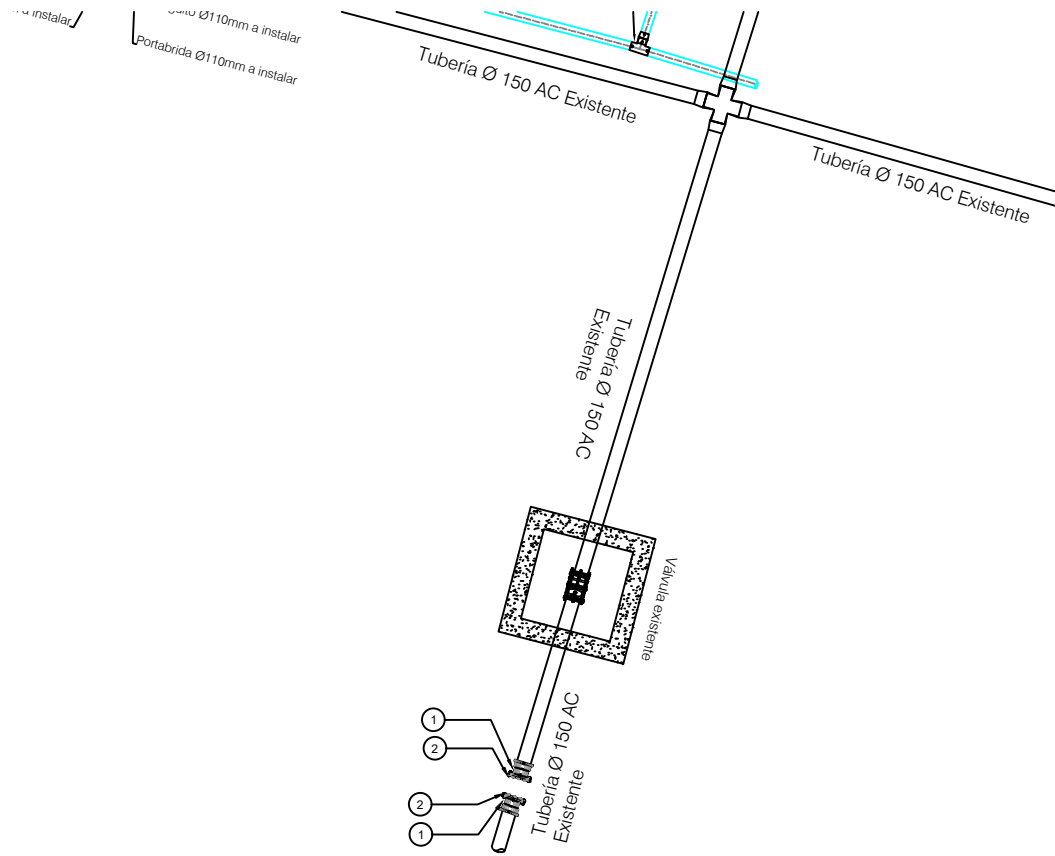 a instalar
Ø110mm a instalar
Portabrida Ø110mm a instalar
Tubería Ø 150 AC Existente
Tubería Ø 150 AC Existente
Tubería Ø 150 AC
Existente
Válvula existente
1
2
Tubería Ø 150 AC
Existente
2
1